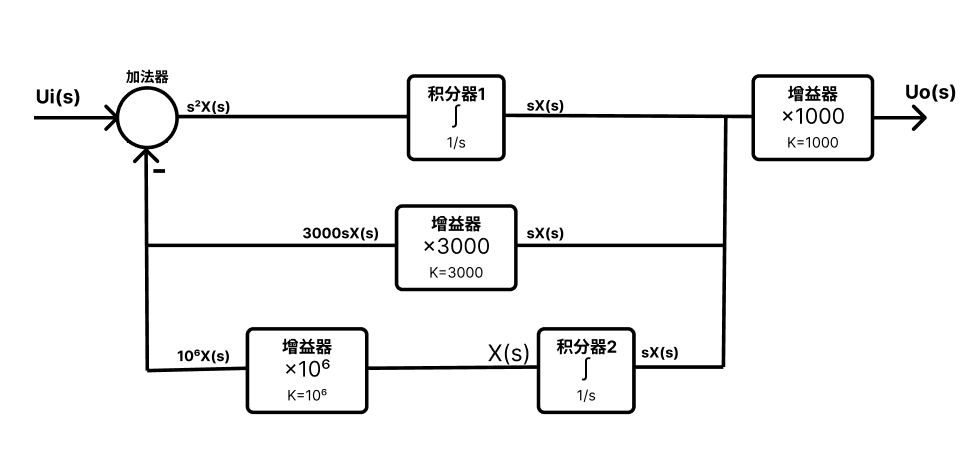 加法器
Ui(s)
s²X(s)
积分器1
∫
1/s
sX(s)
增益器
×1000
K=1000
Uo(s)
-
3000sX(s)
增益器
×3000
K=3000
sX(s)
10⁶X(s)
增益器
×10⁶
K=10⁶
X(s)
积分器2
∫
1/s
sX(s)